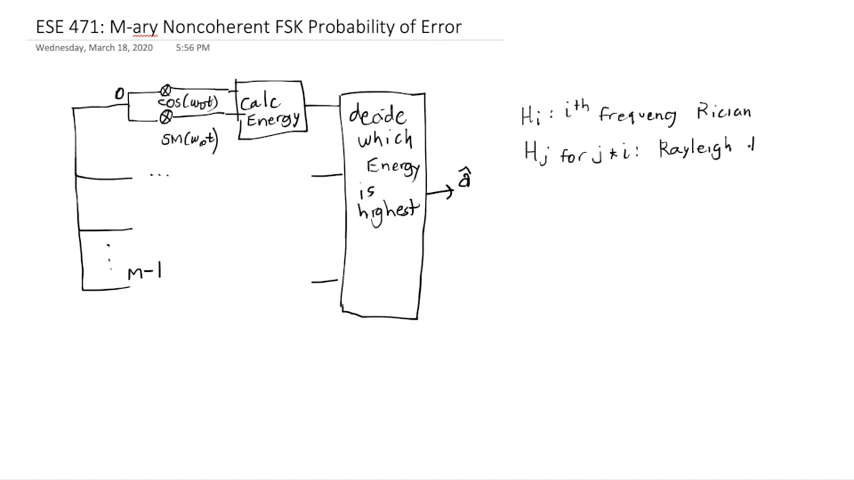 ESE 471: M-ary Noncoherent FSK Probability of Error
Wednesday, March 18, 2020 5:56 PM
0
cos(ω₀t)
sin(ω₀t)
Calc
Energy
...
M-1
decide
which
Energy
is
highest
â
Hi: ith frequency Rician
Hj for j≠i: Rayleigh